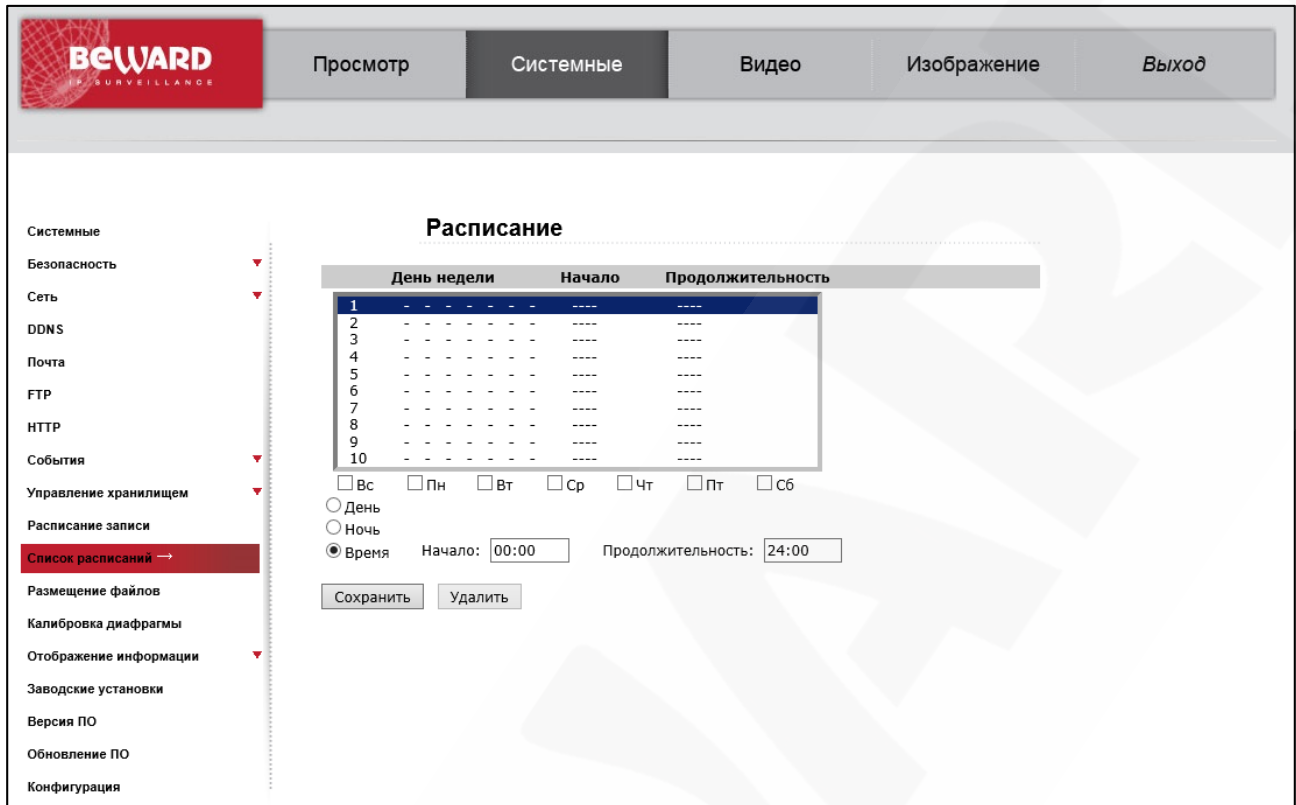 BEWARD
IP SURVEILLANCE
Просмотр Системные Видео Изображение Выход
Системные
Безопасность
Сеть
DDNS
Почта
FTP
HTTP
События
Управление хранилищем
Расписание записи
Список расписаний →
Размещение файлов
Калибровка диафрагмы
Отображение информации
Заводские установки
Версия ПО
Обновление ПО
Конфигурация
Расписание
День недели Начало Продолжительность
1 - - - - - - - ---- ----
2 - - - - - - - ---- ----
3 - - - - - - - ---- ----
4 - - - - - - - ---- ----
5 - - - - - - - ---- ----
6 - - - - - - - ---- ----
7 - - - - - - - ---- ----
8 - - - - - - - ---- ----
9 - - - - - - - ---- ----
10 - - - - - - - ---- ----
Вс Пн Вт Ср Чт Пт Сб
День
Ночь
Время Начало: 00:00 Продолжительность: 24:00
Сохранить Удалить